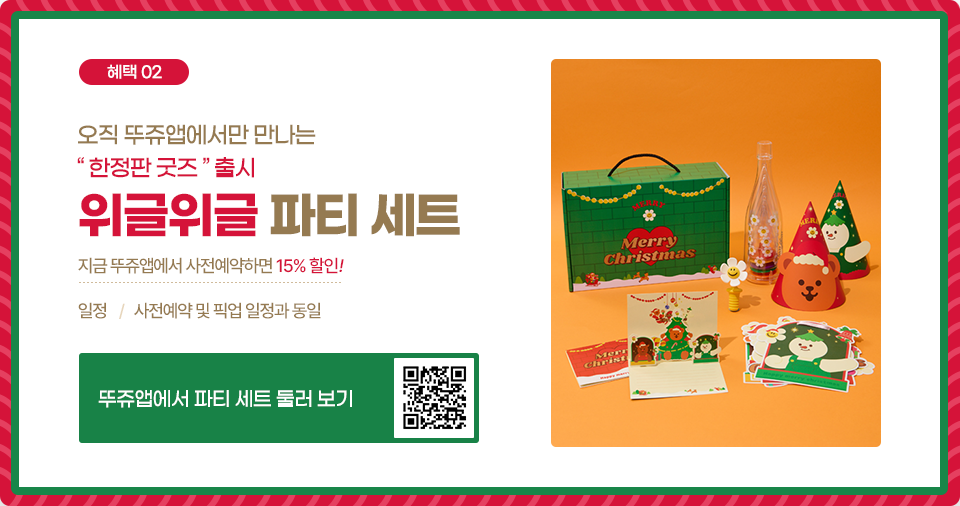 혜택 02
오직 뚜쥬앱에서만 만나는
“ 한정판 굿즈 ” 출시
위글위글 파티 세트
지금 뚜쥬앱에서 사전예약하면 15% 할인!
일정 / 사전예약 및 픽업 일정과 동일
뚜쥬앱에서 파티 세트 둘러 보기
MERRY
Merry
Christmas
Merry
Christmas